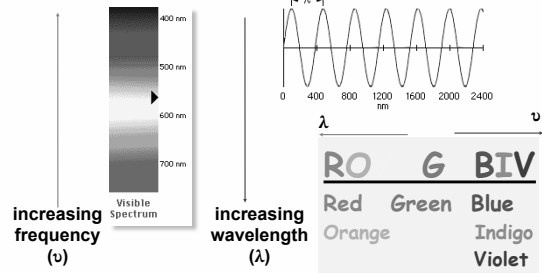 400 nm
500 nm
600 nm
700 nm
Visible
Spectrum
increasing
frequency
(υ)
increasing
wavelength
(λ)
λ
0 400 800 1200 1600 2000 2400
nm
λ υ
RO G BIV
Red Green Blue
Orange Indigo
Violet